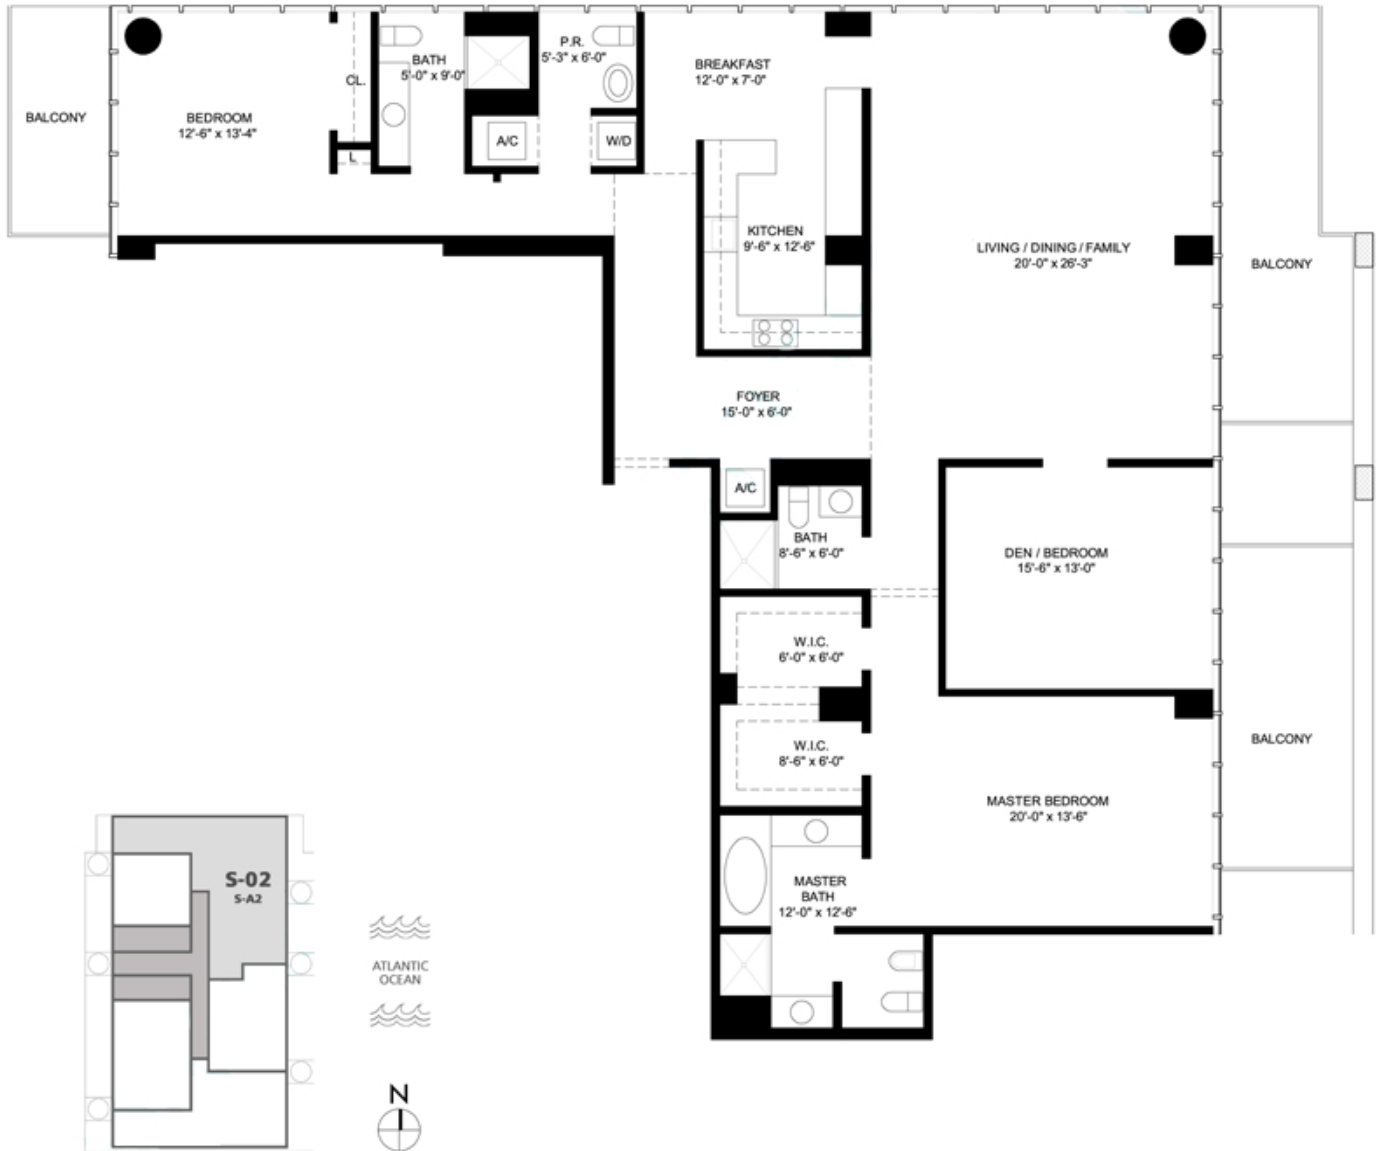 BALCONY
BEDROOM
12'-6" x 13'-4"
CL.
L
BATH
5'-0" x 9'-0"
P.R.
5'-3" x 6'-0"
A/C
W/D
BREAKFAST
12'-0" x 7'-0"
KITCHEN
9'-6" x 12'-6"
LIVING / DINING / FAMILY
20'-0" x 26'-3"
BALCONY
FOYER
15'-0" x 6'-0"
A/C
BATH
8'-6" x 6'-0"
DEN / BEDROOM
15'-6" x 13'-0"
W.I.C.
6'-0" x 6'-0"
W.I.C.
8'-6" x 6'-0"
BALCONY
MASTER BEDROOM
20'-0" x 13'-6"
MASTER
BATH
12'-0" x 12'-6"
S-02
S-A2
ATLANTIC
OCEAN
N